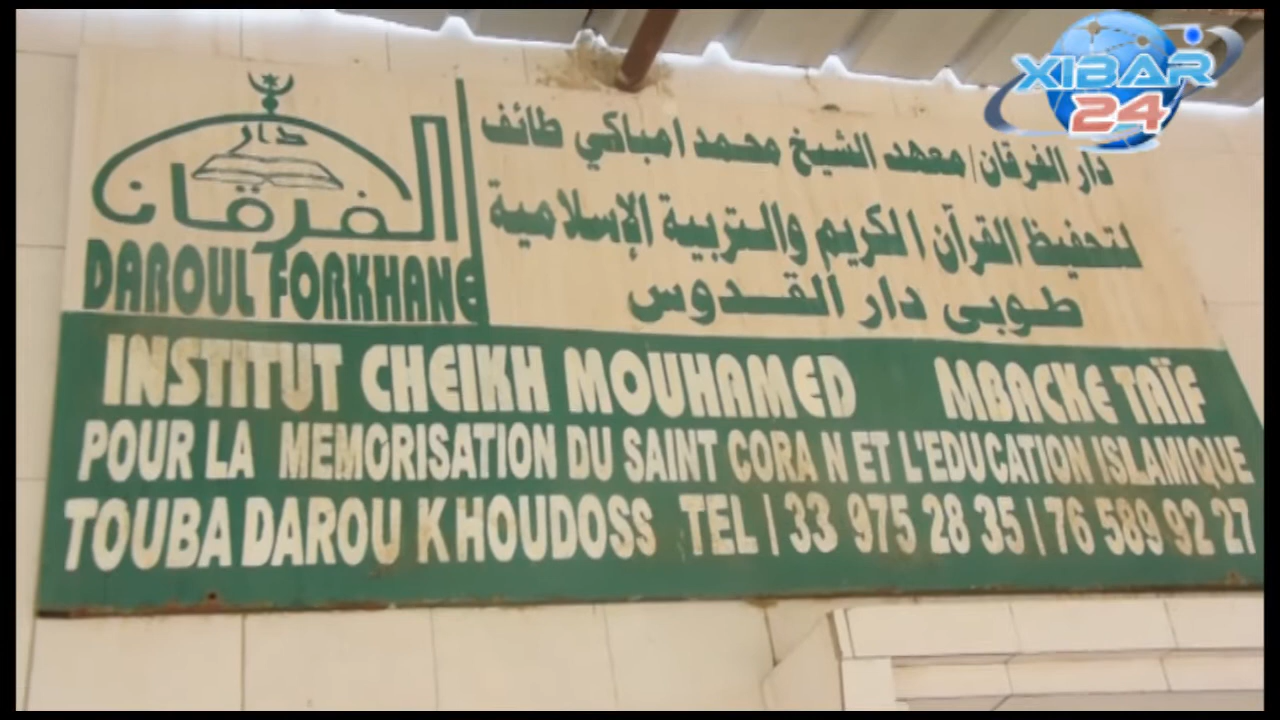 XIBAR
24
دار
الفرقان
DAROUL FORKHANE
دار الفرقان/معهد الشيخ محمد امباكي طائف
لتحفيظ القرآن الكريم والتربية الإسلامية
طوبى دار القدوس
INSTITUT CHEIKH MOUHAMED MBACKE TAÏF
POUR LA MEMORISATION DU SAINT CORA N ET L'EDUCATION ISLAMIQUE
TOUBA DAROU K HOUDOSS TEL | 33 975 28 35 | 76 589 92 27